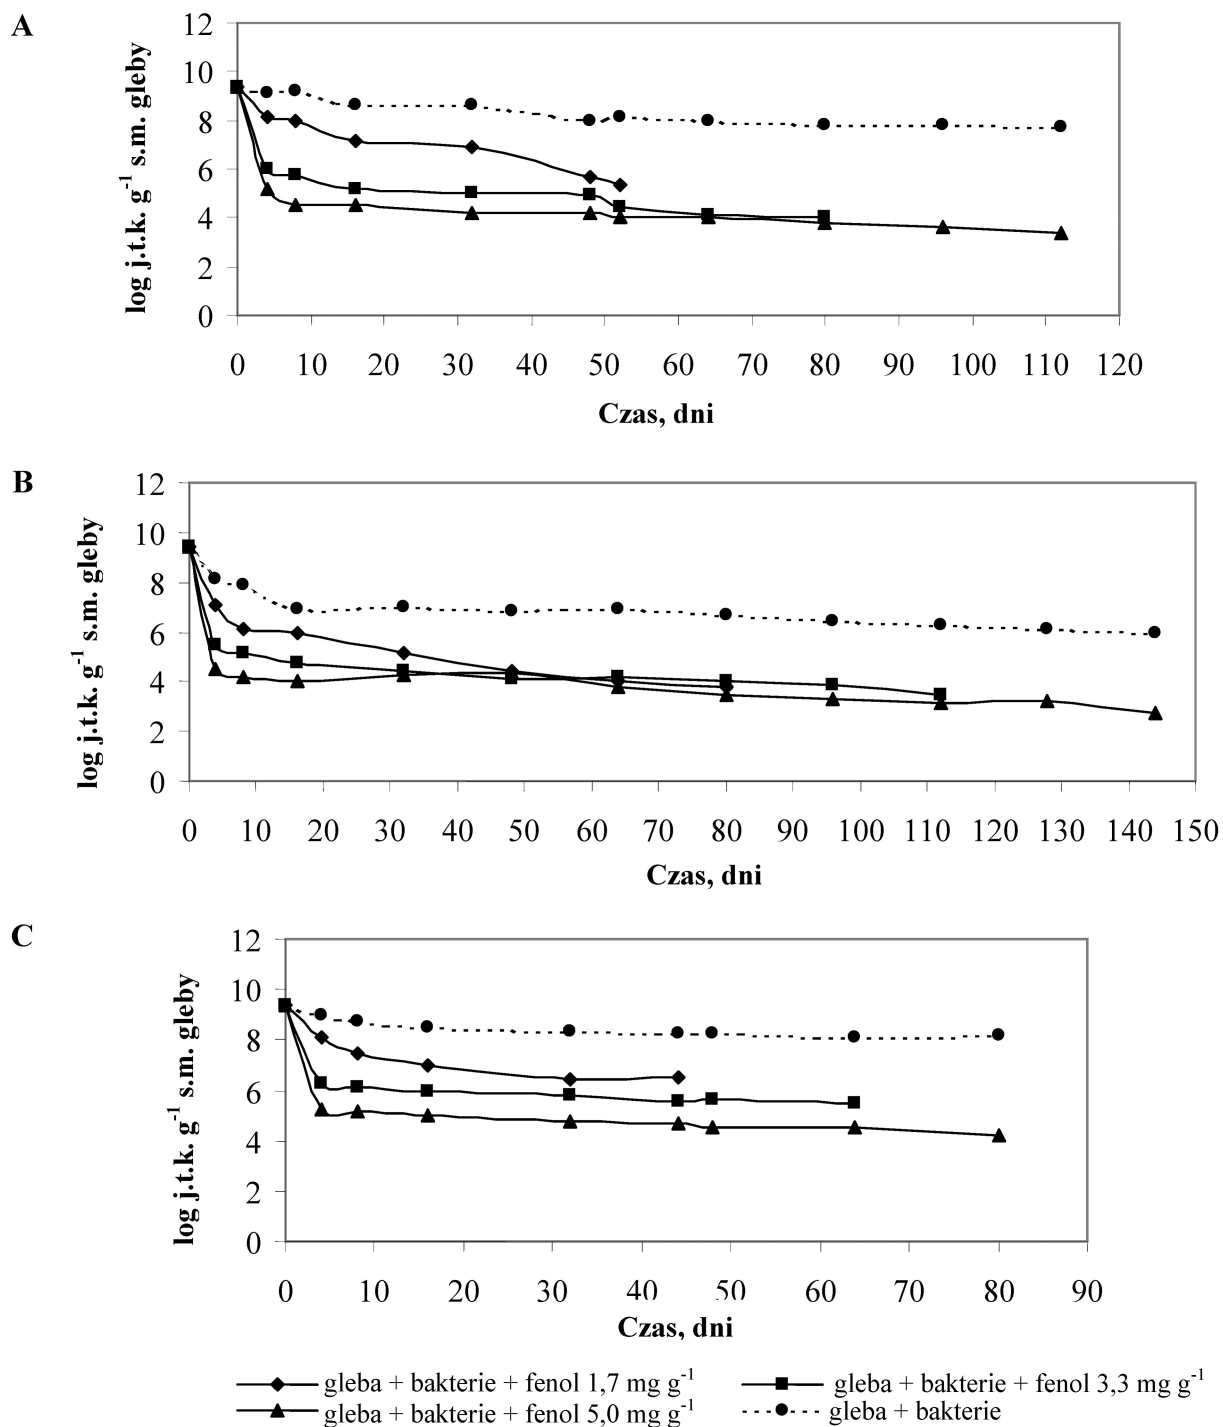 A
log j.t.k. g-1 s.m. gleby
12
10
8
6
4
2
0
0 10 20 30 40 50 60 70 80 90 100 110 120
Czas, dni
B
log j.t.k. g-1 s.m. gleby
12
10
8
6
4
2
0
0 10 20 30 40 50 60 70 80 90 100 110 120 130 140 150
Czas, dni
C
log j.t.k. g-1 s.m. gleby
12
10
8
6
4
2
0
0 10 20 30 40 50 60 70 80 90
Czas, dni
gleba + bakterie + fenol 1,7 mg g-1 gleba + bakterie + fenol 3,3 mg g-1
gleba + bakterie + fenol 5,0 mg g-1 gleba + bakterie